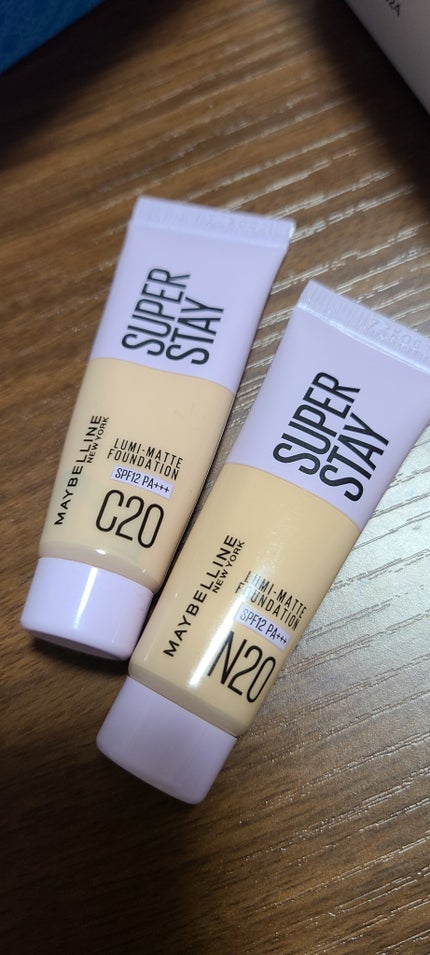 SUPER
STAY
MAYBELLINE
NEW YORK
LUMI-MATTE
FOUNDATION
SPF12 PA+++
C20
SUPER
STAY
MAYBELLINE
NEW YORK
LUMI-MATTE
FOUNDATION
SPF12 PA+++
N20